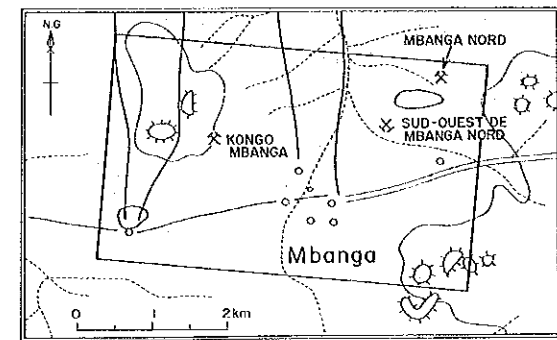 N.G
MBANGA NORD
SUD-OUEST DE
MBANGA NORD
KONGO
MBANGA
Mbanga
0 1 2km